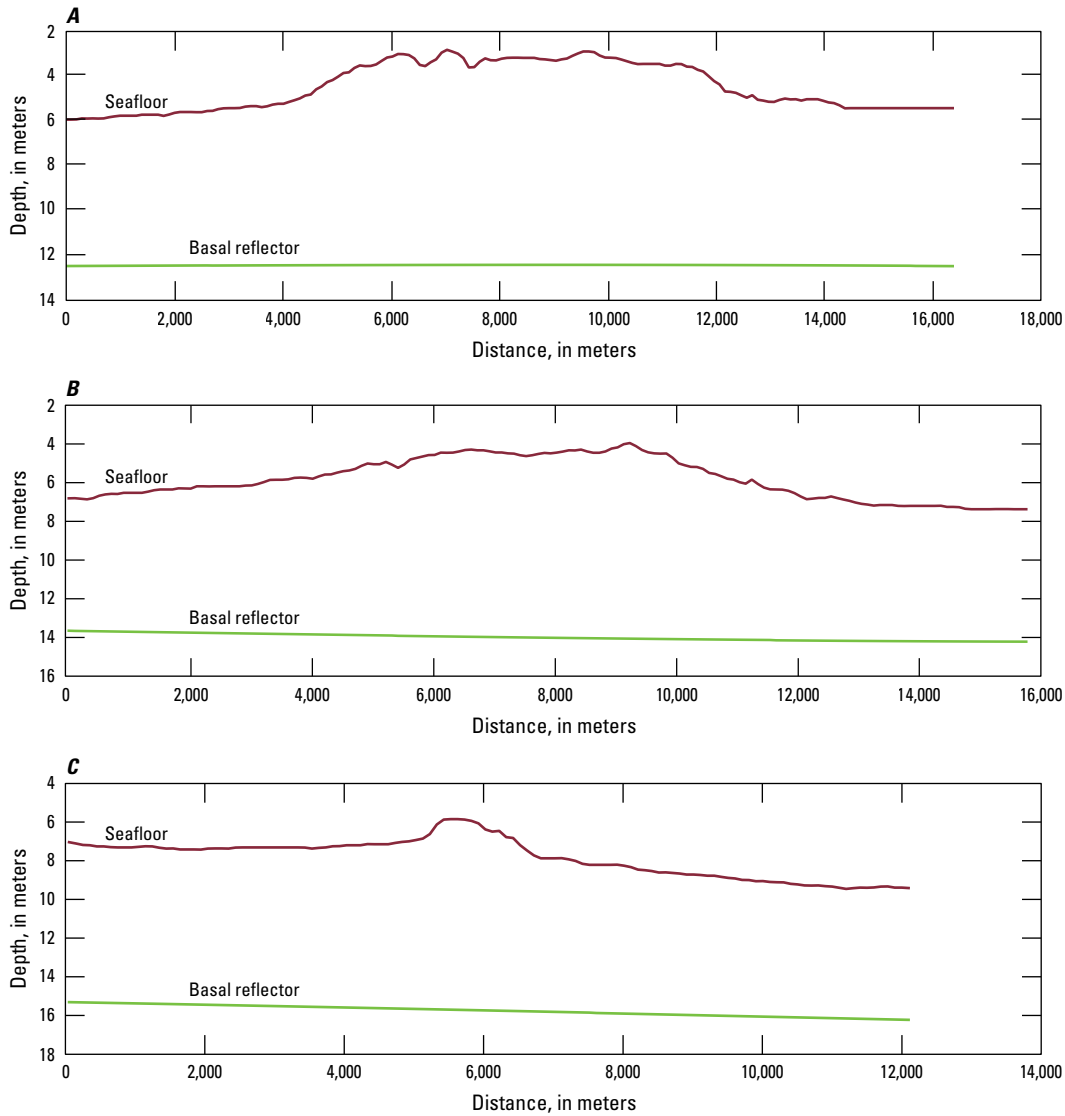 A
2
4
6
8
10
12
14
Depth, in meters
Seafloor
Basal reflector
0 2,000 4,000 6,000 8,000 10,000 12,000 14,000 16,000 18,000
Distance, in meters
B
2
4
6
8
10
12
14
16
Depth, in meters
Seafloor
Basal reflector
0 2,000 4,000 6,000 8,000 10,000 12,000 14,000 16,000
Distance, in meters
C
4
6
8
10
12
14
16
18
Depth, in meters
Seafloor
Basal reflector
0 2,000 4,000 6,000 8,000 10,000 12,000 14,000
Distance, in meters